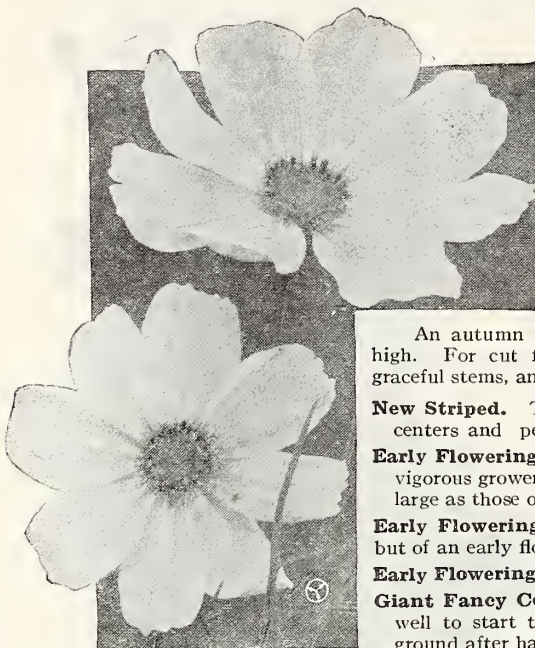 An autumn
high. For cut
graceful stems, an
New Striped.
centers and pe
Early Flowering
vigorous grower
large as those o
Early Flowering
but of an early flo
Early Flowering
Giant Fancy Co
well to start t
ground after ha